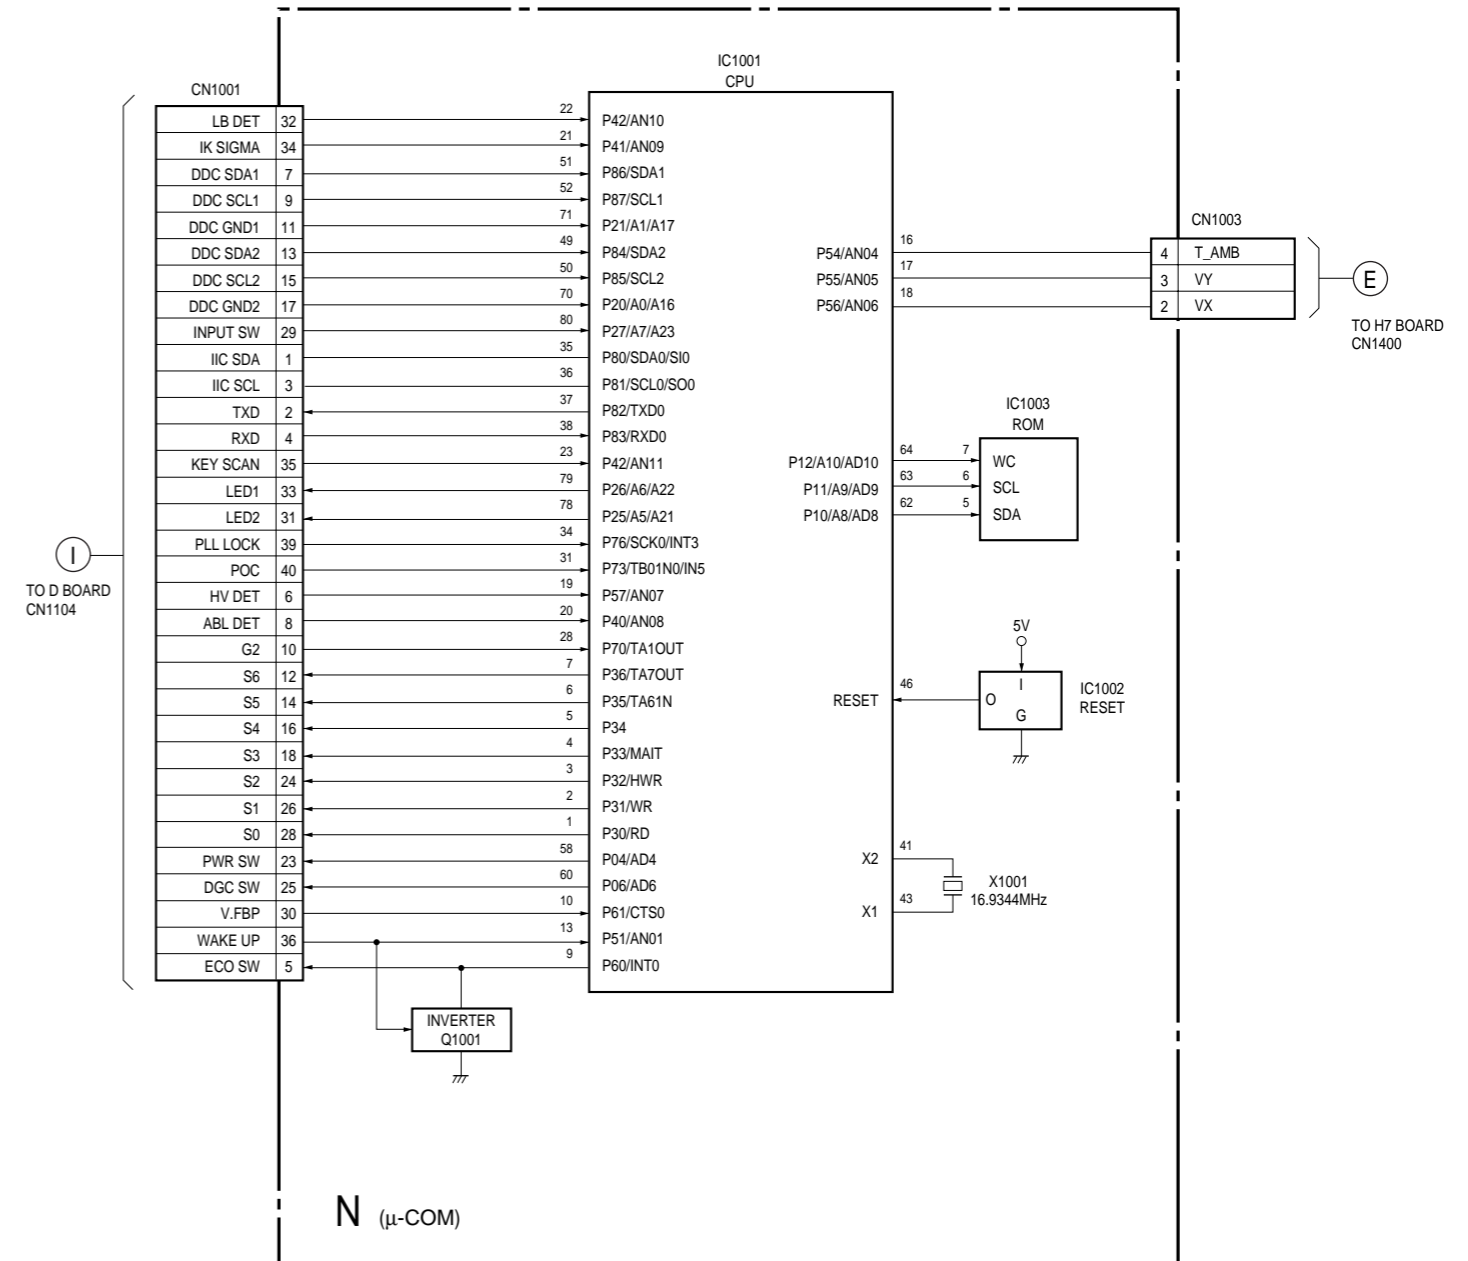 IC1001
CPU
CN1001
LB DET 32 22 P42/AN10
IK SIGMA 34 21 P41/AN09
DDC SDA1 7 51 P86/SDA1
DDC SCL1 9 52 P87/SCL1
DDC GND1 11 71 P21/A1/A17
DDC SDA2 13 49 P84/SDA2
DDC SCL2 15 50 P85/SCL2
DDC GND2 17 70 P20/A0/A16
INPUT SW 29 80 P27/A7/A23
IIC SDA 1 35 P80/SDA0/SI0
IIC SCL 3 36 P81/SCL0/SO0
TXD 2 37 P82/TXD0
RXD 4 38 P83/RXD0
KEY SCAN 35 23 P42/AN11
LED1 33 79 P26/A6/A22
LED2 31 78 P25/A5/A21
PLL LOCK 39 34 P76/SCK0/INT3
POC 40 31 P73/TB01N0/IN5
HV DET 6 19 P57/AN07
ABL DET 8 20 P40/AN08
G2 10 28 P70/TA1OUT
S6 12 7 P36/TA7OUT
S5 14 6 P35/TA61N
S4 16 5 P34
S3 18 4 P33/MAIT
S2 24 3 P32/HWR
S1 26 2 P31/WR
S0 28 1 P30/RD
PWR SW 23 58 P04/AD4
DGC SW 25 60 P06/AD6
V.FBP 30 10 P61/CTS0
WAKE UP 36 13 P51/AN01
ECO SW 5 9 P60/INT0
I
TO D BOARD
CN1104
INVERTER
Q1001
CN1003
P54/AN04 16 4 T_AMB
P55/AN05 17 3 VY
P56/AN06 18 2 VX
E
TO H7 BOARD
CN1400
IC1003
ROM
P12/A10/AD10 64 7 WC
P11/A9/AD9 63 6 SCL
P10/A8/AD8 62 5 SDA
5V
RESET 46 O I G
IC1002
RESET
X2 41
X1 43
X1001
16.9344MHz
N (μ-COM)